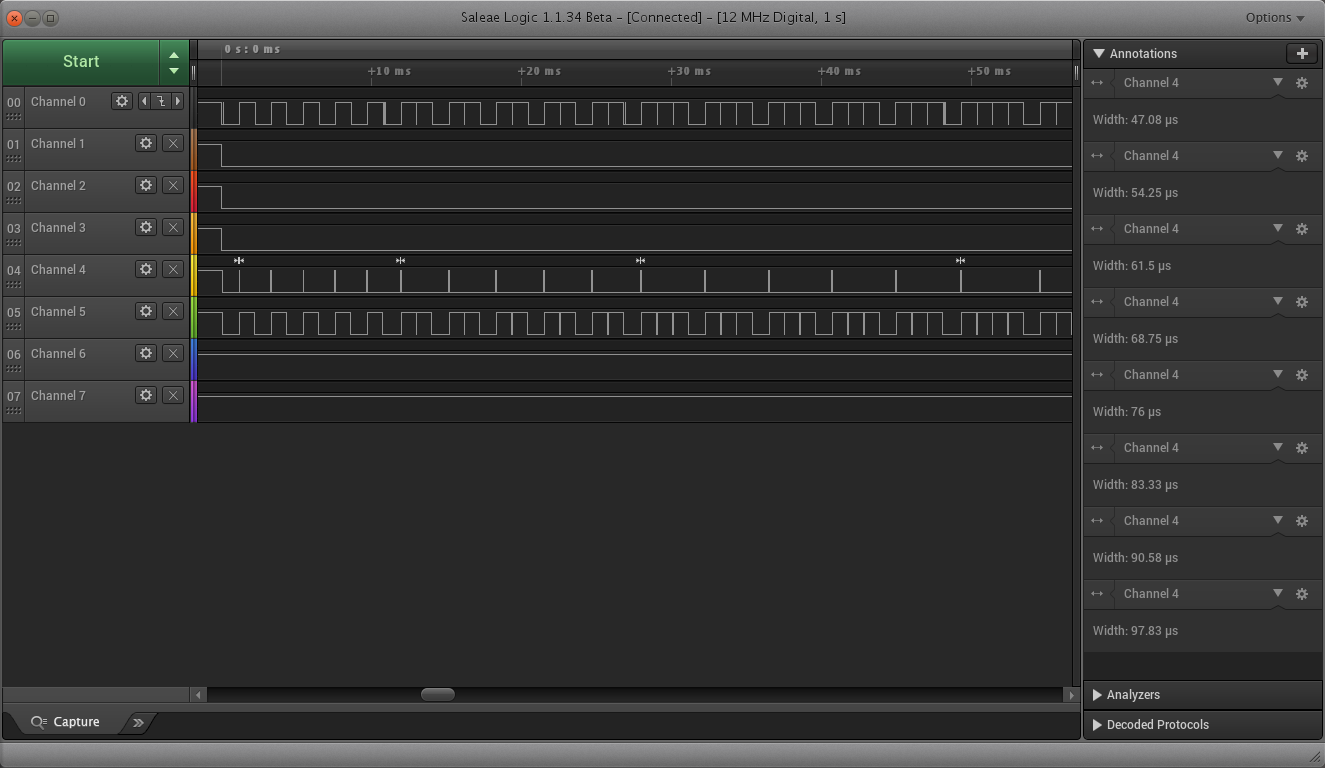 Saleae Logic 1.1.34 Beta - [Connected] - [12 MHz Digital, 1 s]
Options
Start
0 s : 0 ms
+10 ms
+20 ms
+30 ms
+40 ms
+50 ms
00 Channel 0
01 Channel 1
02 Channel 2
03 Channel 3
04 Channel 4
05 Channel 5
06 Channel 6
07 Channel 7
Capture
Annotations
Channel 4
Width: 47.08 µs
Channel 4
Width: 54.25 µs
Channel 4
Width: 61.5 µs
Channel 4
Width: 68.75 µs
Channel 4
Width: 76 µs
Channel 4
Width: 83.33 µs
Channel 4
Width: 90.58 µs
Channel 4
Width: 97.83 µs
Analyzers
Decoded Protocols